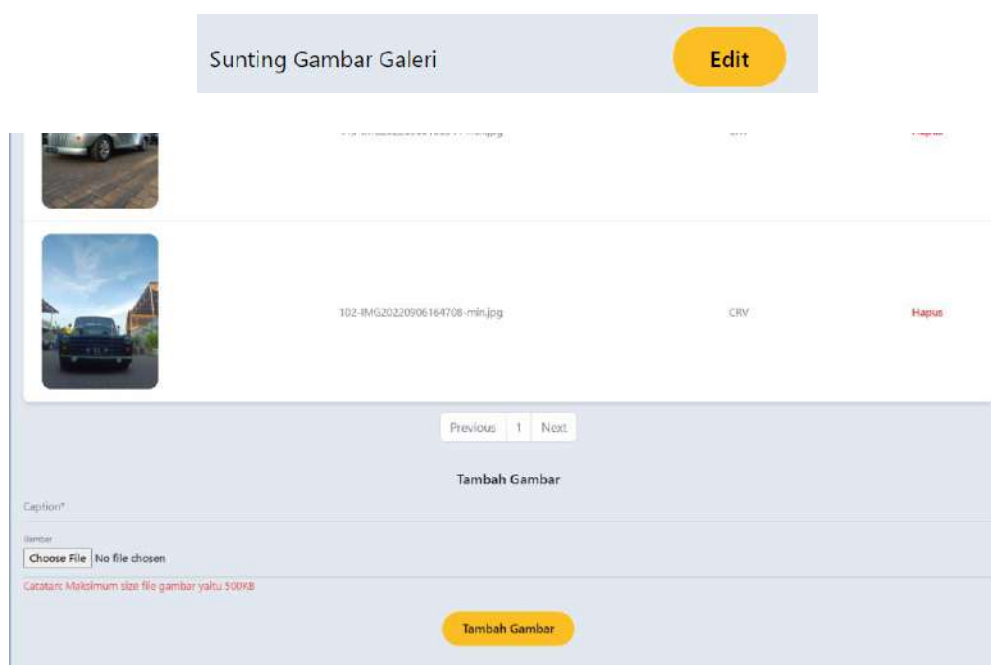 Sunting Gambar Galeri Edit
102-IMG20220906164708-min.jpg CRV Hapus
Previous 1 Next
Tambah Gambar
Caption*
Gambar
Choose File No file chosen
Catatan: Maksimum size file gambar yaitu 500KB
Tambah Gambar